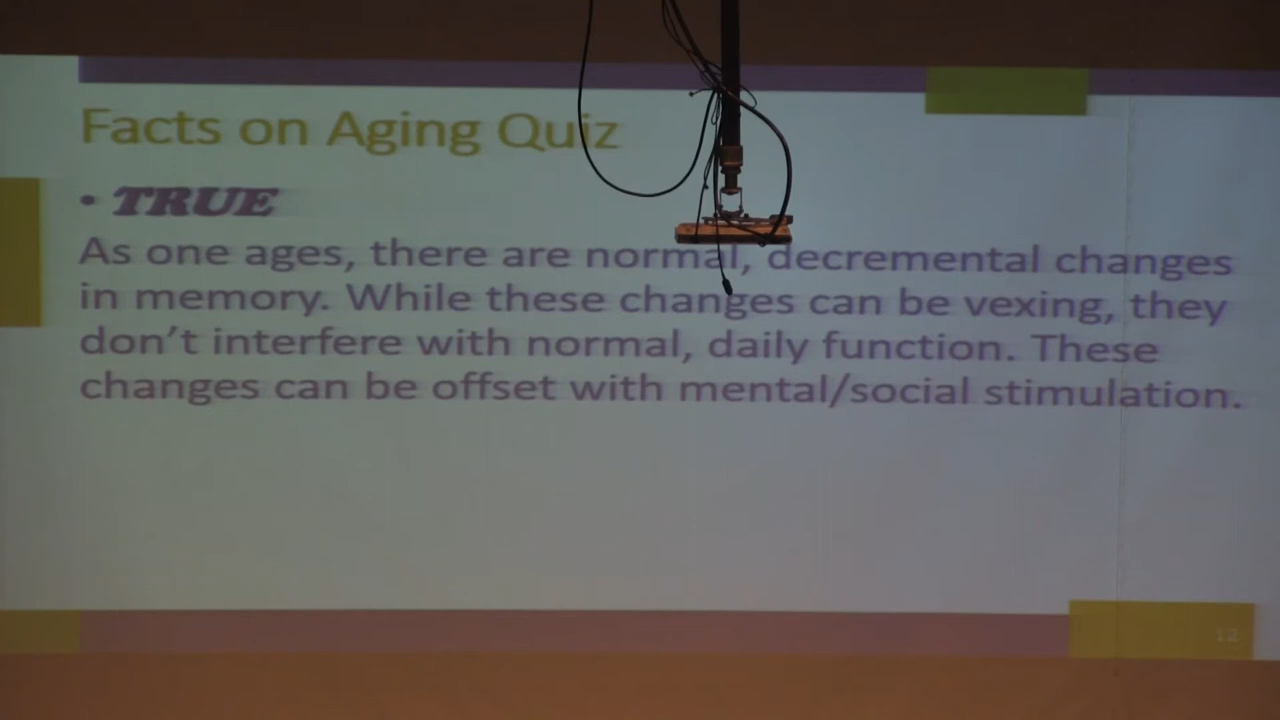 Facts on Aging Quiz
• TRUE
As one ages, there are normal, decremental changes
in memory. While these changes can be vexing, they
don't interfere with normal, daily function. These
changes can be offset with mental/social stimulation.
12